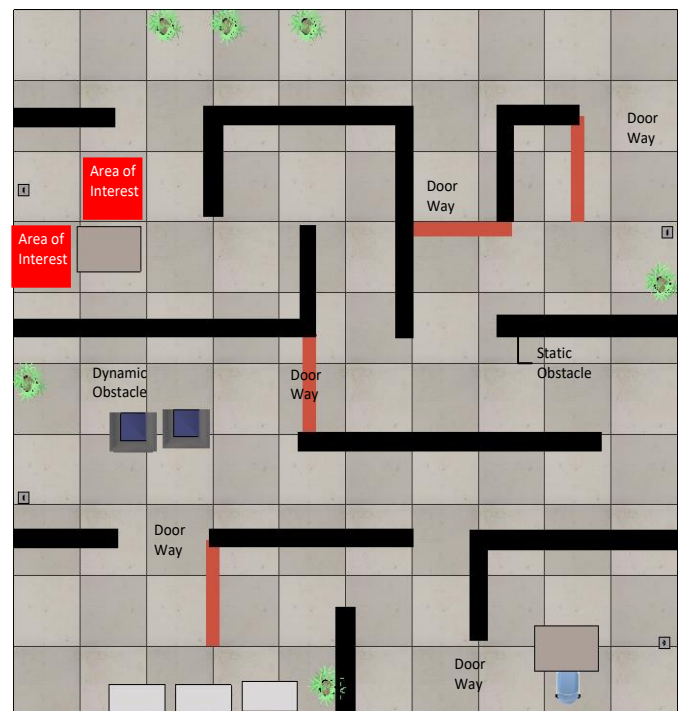 Door
Way
Area of
Interest
Door
Way
Area of
Interest
Static
Obstacle
Dynamic
Obstacle
Door
Way
Door
Way
Door
Way